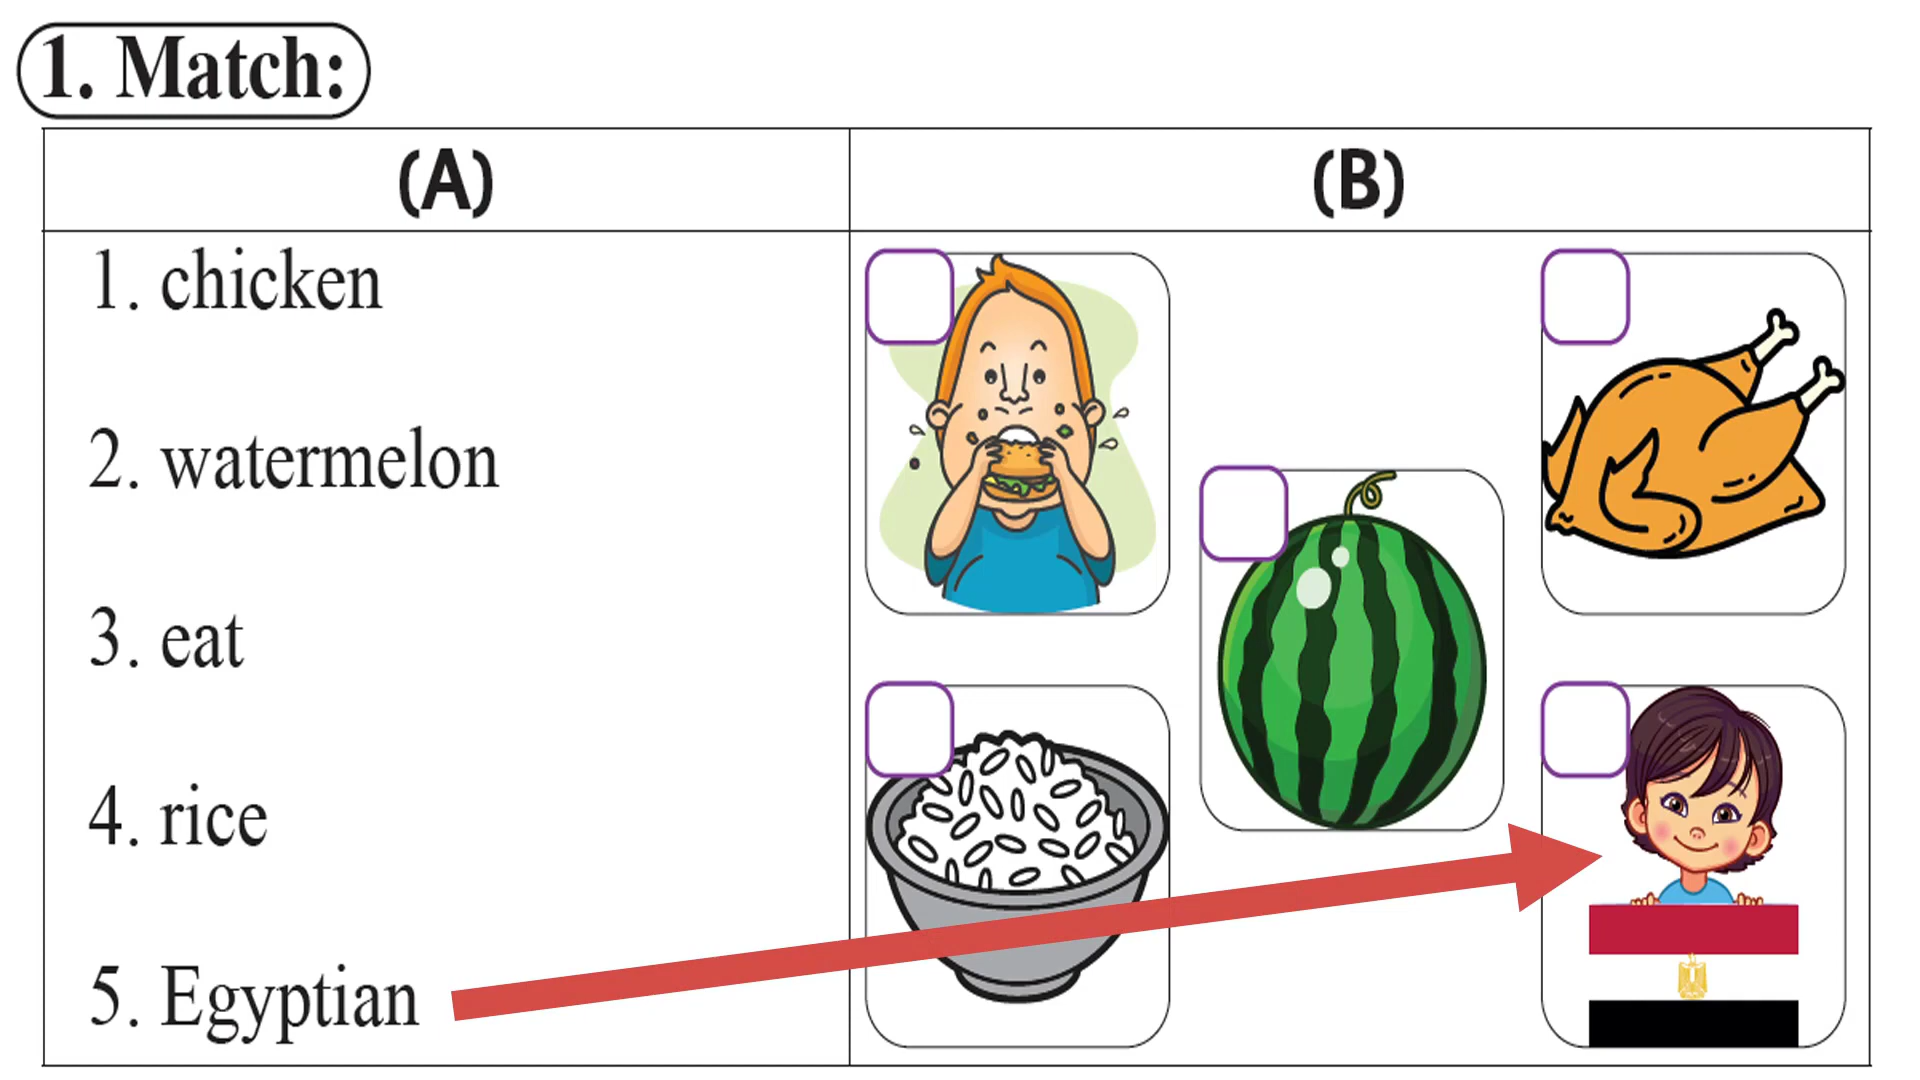 1. Match:
(A)
(B)
1. chicken
2. watermelon
3. eat
4. rice
5. Egyptian